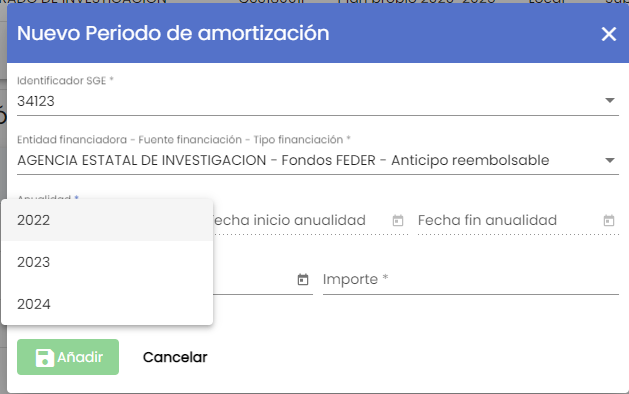 Nuevo Periodo de amortización
Identificador SGE *
34123
Entidad financiadora - Fuente financiación - Tipo financiación *
AGENCIA ESTATAL DE INVESTIGACION - Fondos FEDER - Anticipo reembolsable
Anualidad *
2022
echa inicio anualidad
Fecha fin anualidad
2023
Importe *
2024
Añadir
Cancelar